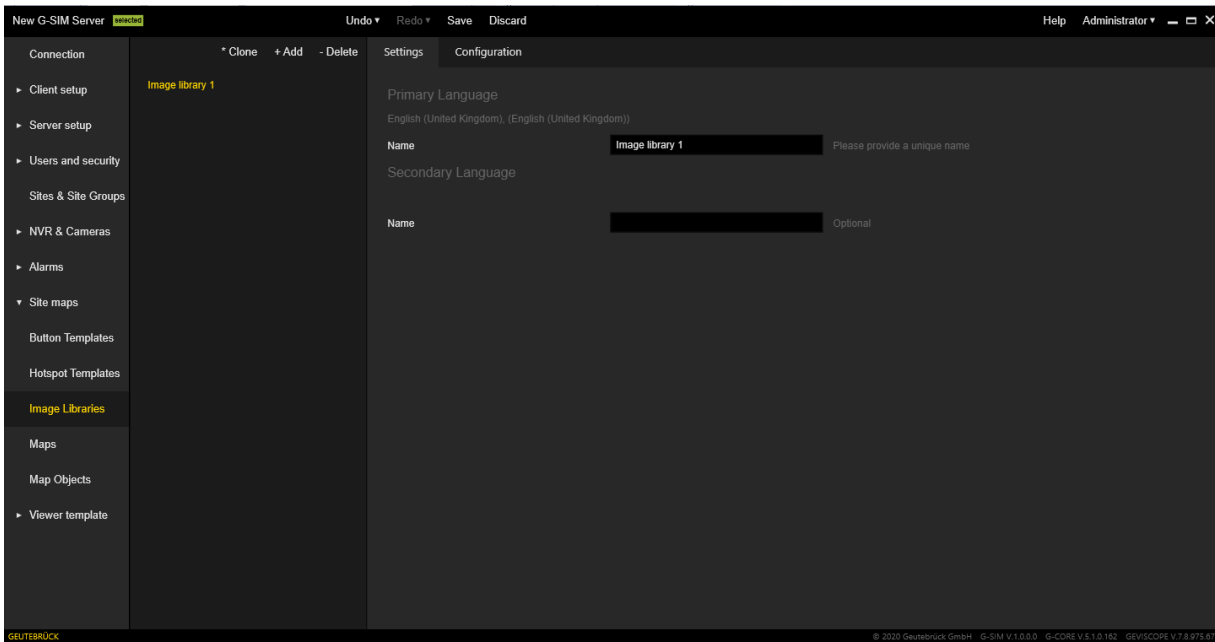 New G-SIM Server selected Undo ▾ Redo ▾ Save Discard Help Administrator ▾
Connection
Client setup
Server setup
Users and security
Sites & Site Groups
NVR & Cameras
Alarms
Site maps
Button Templates
Hotspot Templates
Image Libraries
Maps
Map Objects
Viewer template
* Clone + Add - Delete
Image library 1
Settings Configuration
Primary Language
English (United Kingdom), (English (United Kingdom))
Name Image library 1 Please provide a unique name
Secondary Language
Name Optional
GEUTEBRÜCK © 2020 Geutebrück GmbH G-SIM V.1.0.0.0 G-CORE V.5.1.0.162 GEVISCOPE V.7.8.975.67